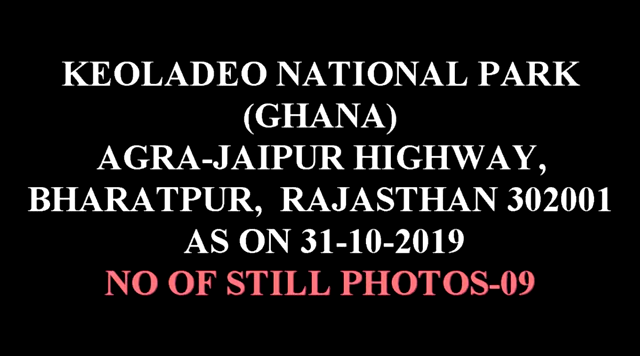 KEOLADEO NATIONAL PARK
(GHANA)
AGRA-JAIPUR HIGHWAY,
BHARATPUR,  RAJASTHAN 302001
AS ON 31-10-2019
NO OF STILL PHOTOS-09